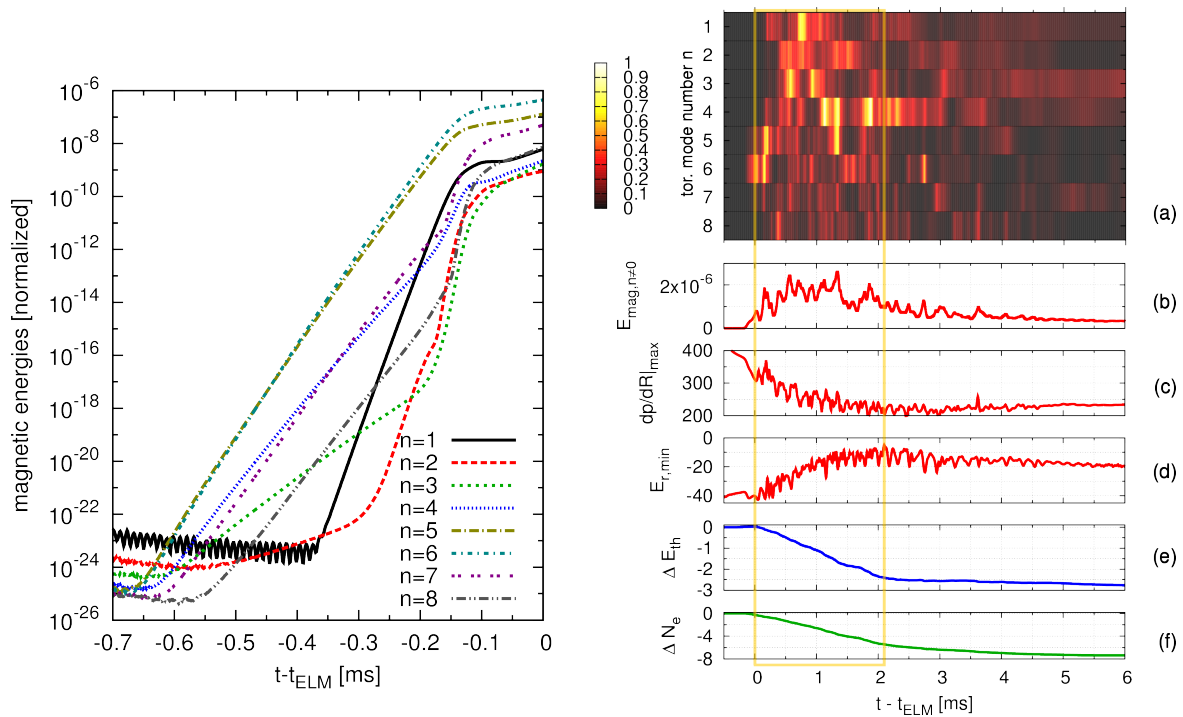 magnetic energies [normalized]
10^-6
10^-8
10^-10
10^-12
10^-14
10^-16
10^-18
10^-20
10^-22
10^-24
10^-26
n=1
n=2
n=3
n=4
n=5
n=6
n=7
n=8
-0.7 -0.6 -0.5 -0.4 -0.3 -0.2 -0.1 0
t-t_ELM [ms]
1
0.9
0.8
0.7
0.6
0.5
0.4
0.3
0.2
0.1
0
tor. mode number n
1
2
3
4
5
6
7
8
(a)
E_mag,n≠0
2x10^-6
0
(b)
dp/dR|_max
400
300
200
(c)
E_r,min
0
-20
-40
(d)
Δ E_th
0
-1
-2
-3
(e)
Δ N_e
0
-4
-8
(f)
0 1 2 3 4 5 6
t - t_ELM [ms]